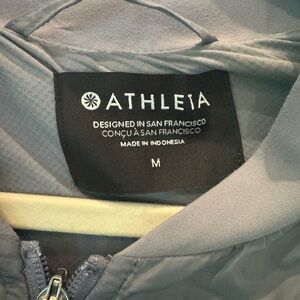 ATHLETA
DESIGNED IN SAN FRANCISCO
CONÇU À SAN FRANCISCO
MADE IN INDONESIA
M